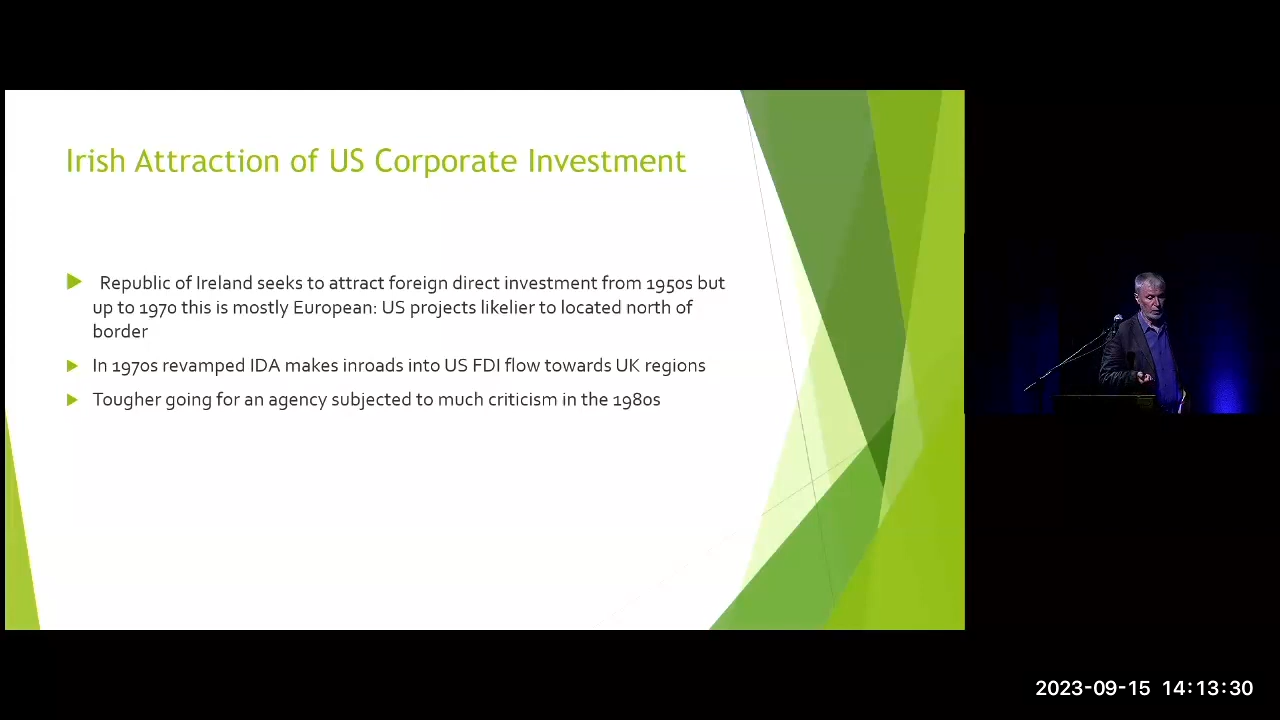 Irish Attraction of US Corporate Investment
Republic of Ireland seeks to attract foreign direct investment from 1950s but
up to 1970 this is mostly European: US projects likelier to located north of
border
In 1970s revamped IDA makes inroads into US FDI flow towards UK regions
Tougher going for an agency subjected to much criticism in the 1980s
2023-09-15 14:13:30